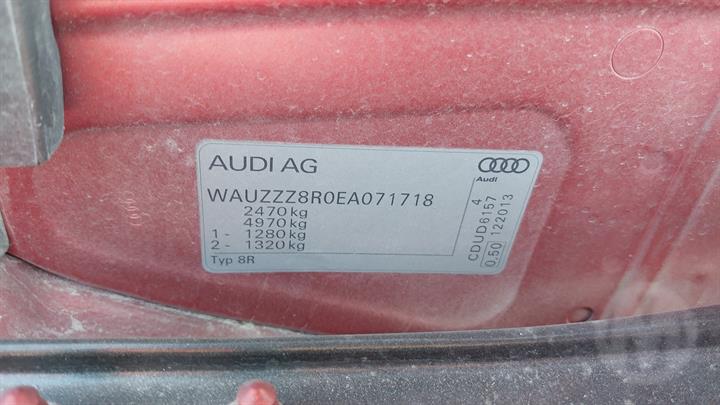 AUDI AG
Audi
WAUZZZ8R0EA071718
2470kg
4970kg
1 - 1280kg
2 - 1320kg
Typ 8R
4
CDUD6157
0,50 122013